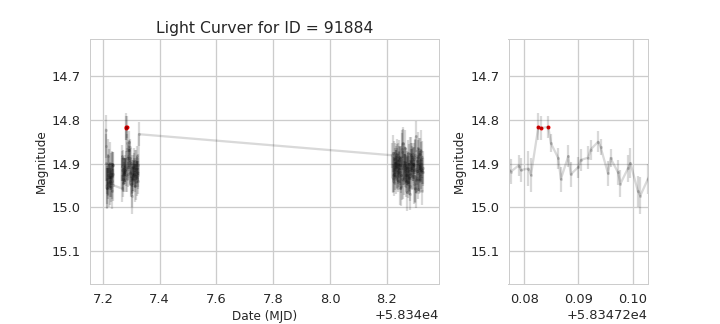 Light Curver for ID = 91884
Magnitude
14.7
14.8
14.9
15.0
15.1
7.2 7.4 7.6 7.8 8.0 8.2
Date (MJD)
+5.834e4
Magnitude
14.7
14.8
14.9
15.0
15.1
0.08 0.09 0.10
+5.83472e4